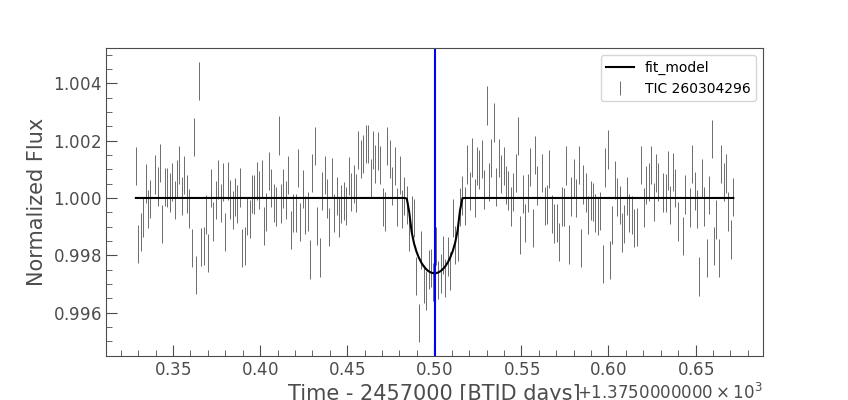 Normalized Flux
1.004
1.002
1.000
0.998
0.996
fit_model
TIC 260304296
0.35
0.40
0.45
0.50
0.55
0.60
0.65
Time - 2457000 [BTJD days]
+1.3750000000 × 10³